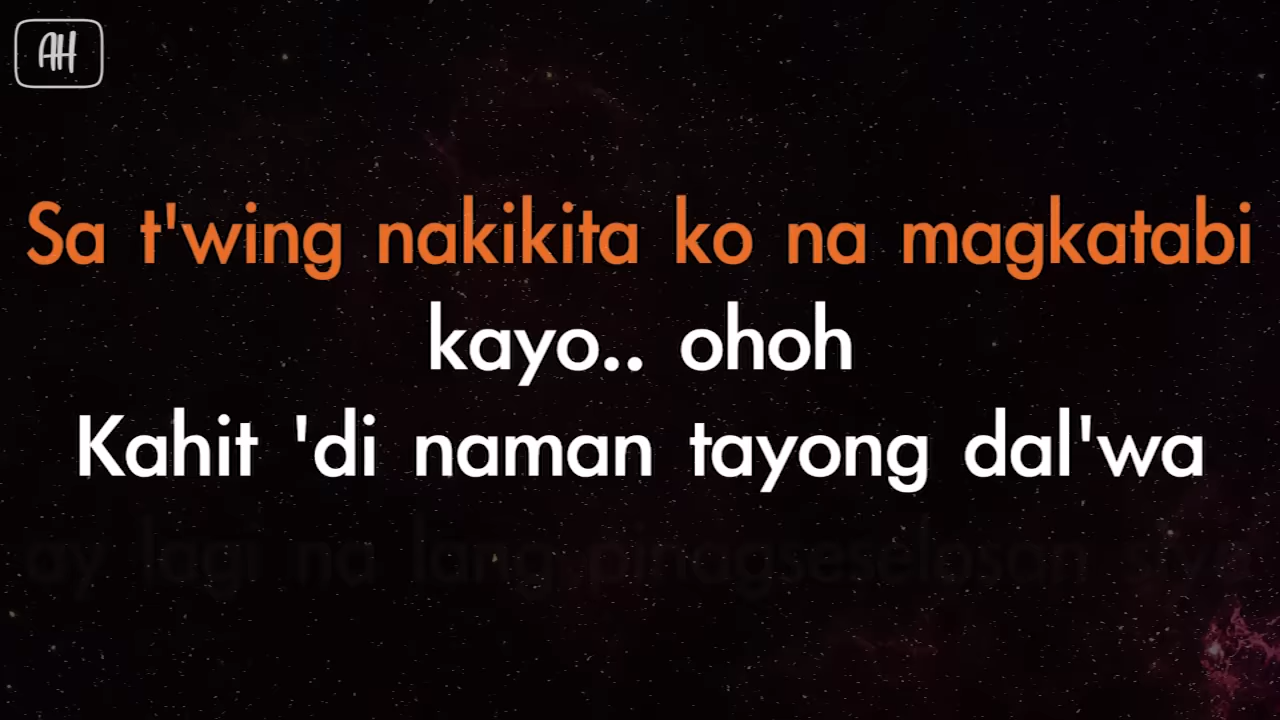 AH
Sa t'wing nakikita ko na magkatabi
kayo.. ohoh
Kahit 'di naman tayong dal'wa
ay lagi na lang pinagseselosan siya